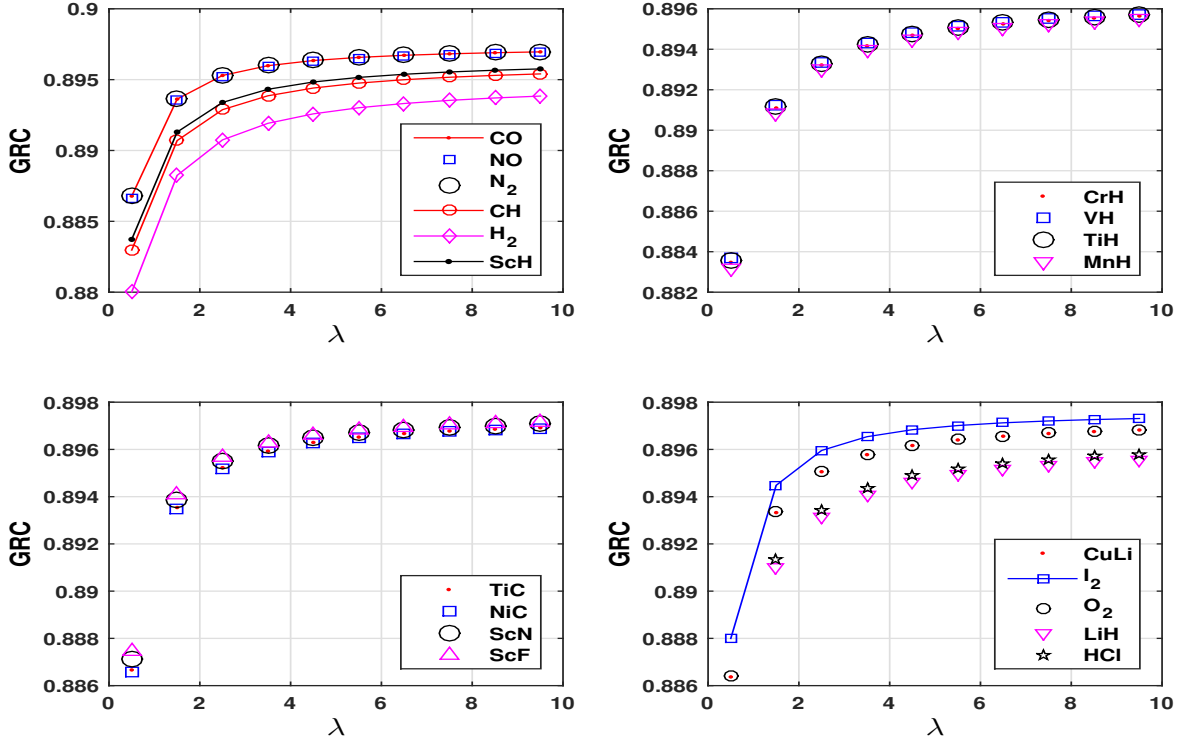 0.9
0.895
0.89
0.885
0.88
GRC
0 2 4 6 8 10
λ
CO
NO
N2
CH
H2
ScH
0.896
0.894
0.892
0.89
0.888
0.886
0.884
0.882
GRC
0 2 4 6 8 10
λ
CrH
VH
TiH
MnH
0.898
0.896
0.894
0.892
0.89
0.888
0.886
GRC
0 2 4 6 8 10
λ
TiC
NiC
ScN
ScF
0.898
0.896
0.894
0.892
0.89
0.888
0.886
GRC
0 2 4 6 8 10
λ
CuLi
I2
O2
LiH
HCl